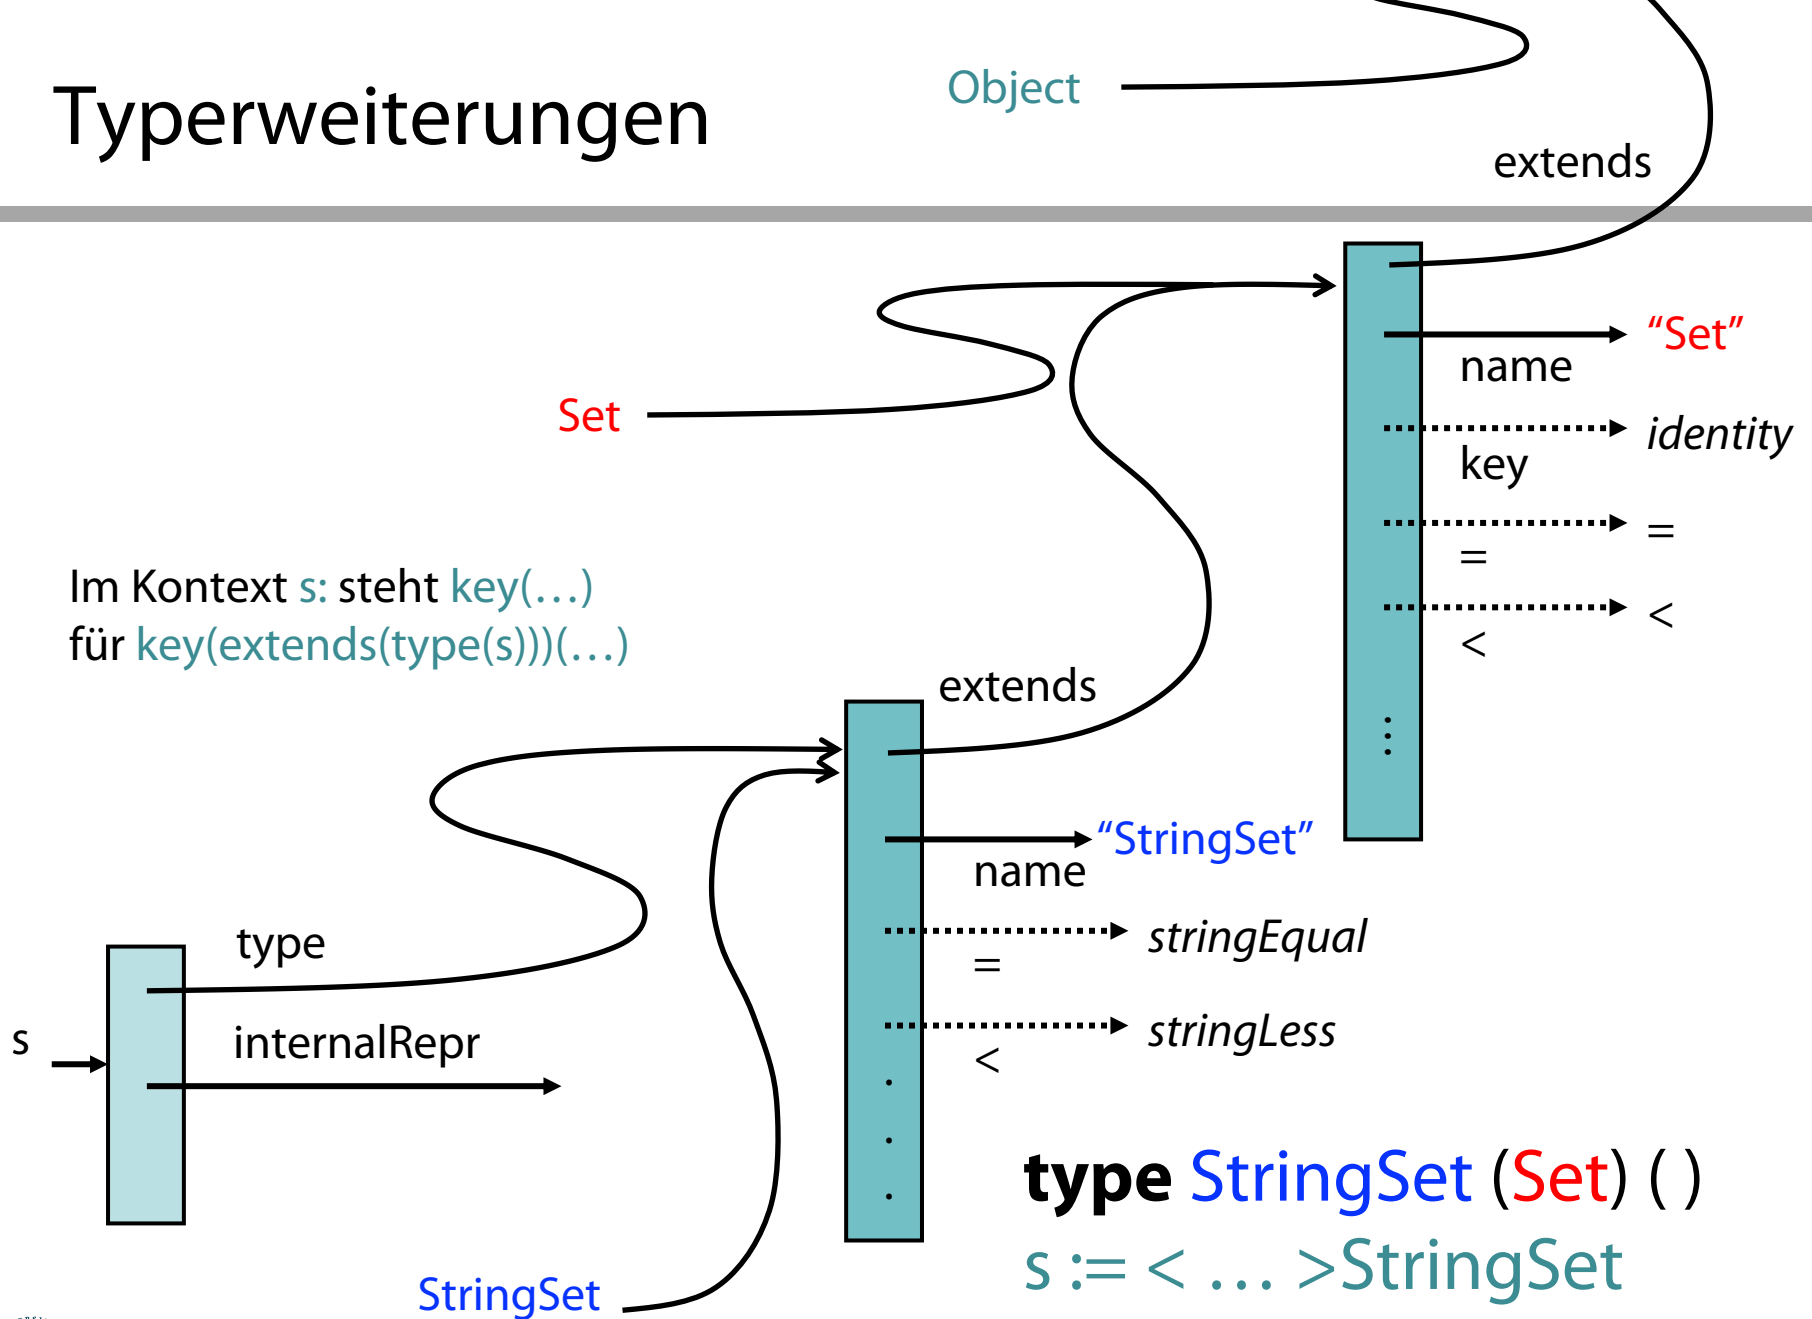 Typerweiterungen
Object
extends
“Set”
name
Set
identity
key
=
=
Im Kontext s: steht key(…)
für key(extends(type(s)))(…)
<
<
extends
“StringSet”
name
type
stringEqual
=
s
internalRepr
stringLess
<
type StringSet (Set) ( )
s := < … >StringSet
StringSet